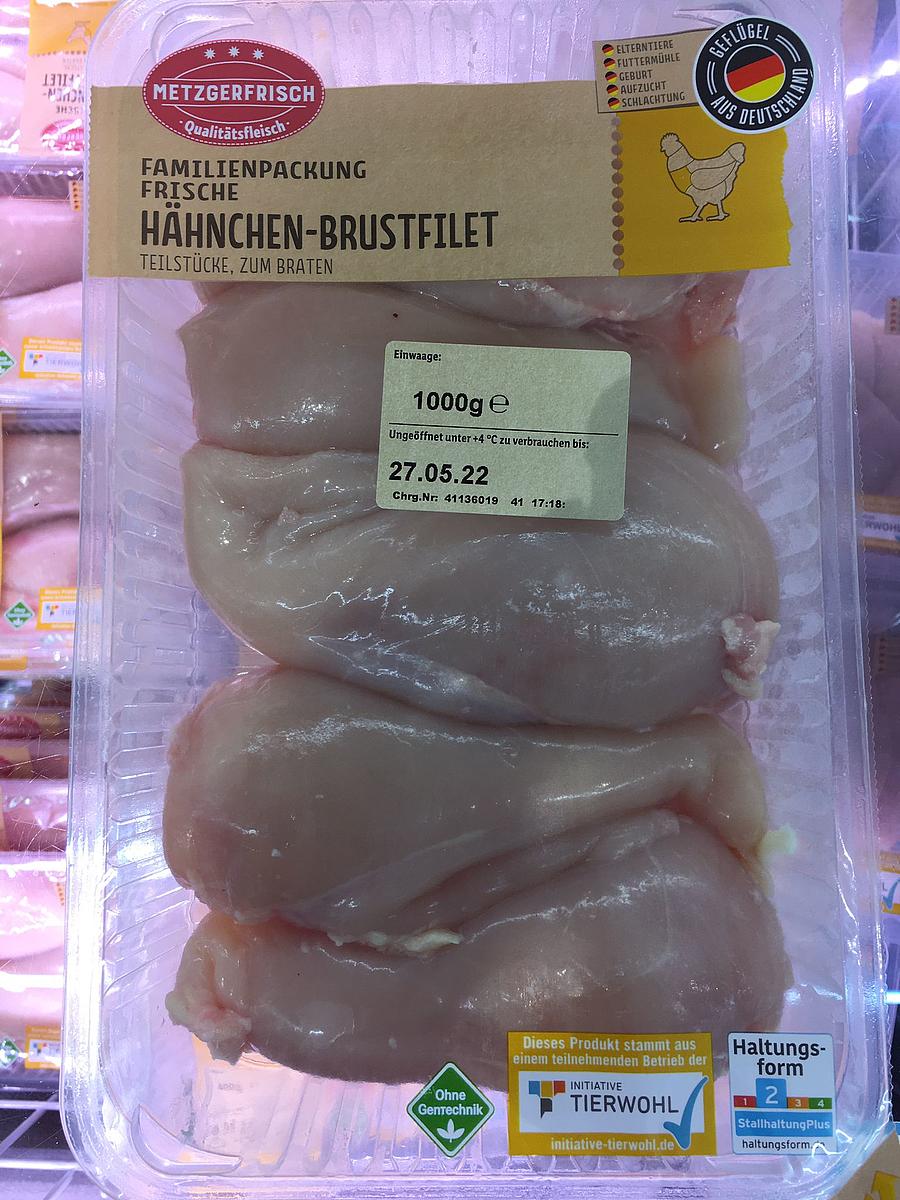 METZGERFRISCH
Qualitätsfleisch
ELTERNTIERE
FUTTERMÜHLE
GEBURT
AUFZUCHT
SCHLACHTUNG
GEFLÜGEL
AUS DEUTSCHLAND
FAMILIENPACKUNG
FRISCHE
HÄHNCHEN-BRUSTFILET
TEILSTÜCKE, ZUM BRATEN
Einwaage:
1000g ℮
Ungeöffnet unter +4 °C zu verbrauchen bis:
27.05.22
Chrg.Nr: 41136019 41 17:18:
Ohne
Gentechnik
Dieses Produkt stammt aus
einem teilnehmenden Betrieb der
INITIATIVE
TIERWOHL
initiative-tierwohl.de
Haltungs-
form
1 2 3 4
StallhaltungPlus
haltungsform.de